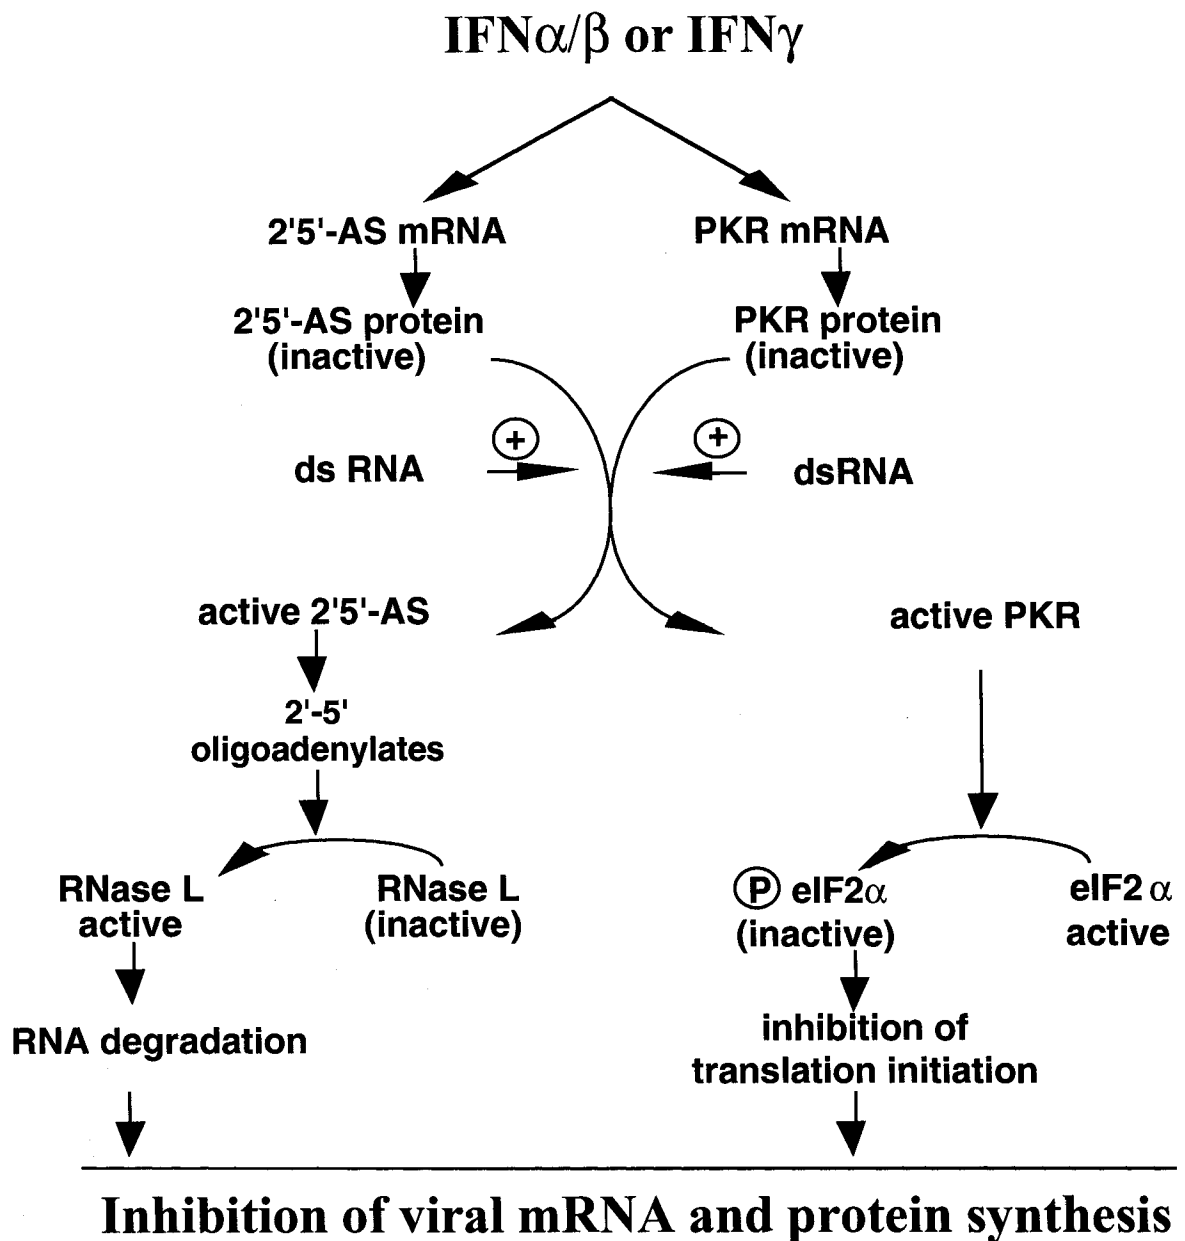 IFNα/β or IFNγ
2'5'-AS mRNA
PKR mRNA
2'5'-AS protein
(inactive)
PKR protein
(inactive)
+
+
ds RNA
dsRNA
active 2'5'-AS
active PKR
2'-5'
oligoadenylates
RNase L
active
RNase L
(inactive)
P eIF2α
(inactive)
eIF2 α
active
RNA degradation
inhibition of
translation initiation
Inhibition of viral mRNA and protein synthesis